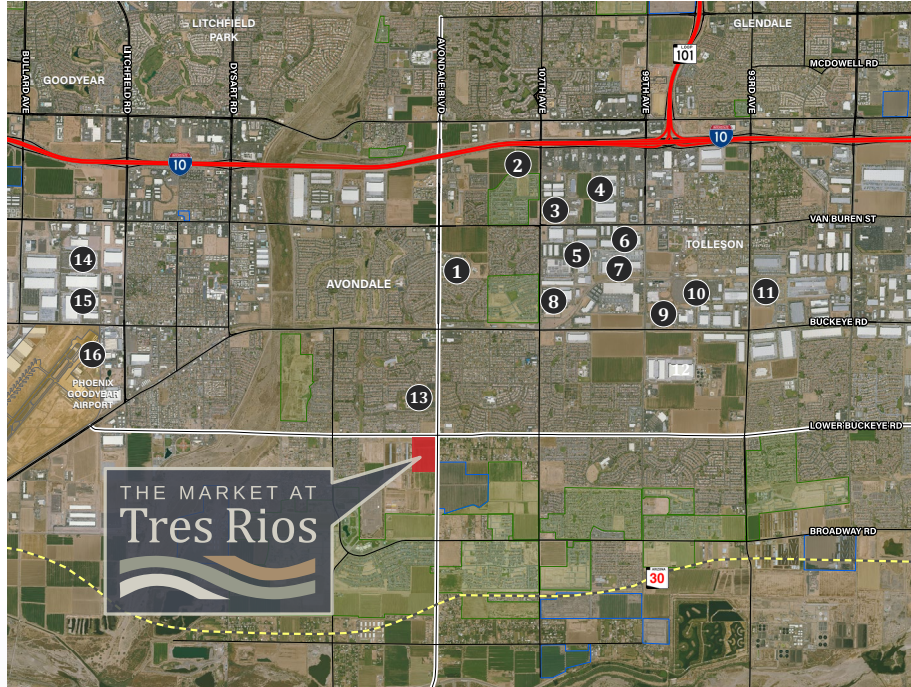 LITCHFIELD
PARK
GLENDALE
LOOP
101
MCDOWELL RD
BULLARD AVE
LITCHFIELD RD
DYSART RD
AVONDALE BLVD
107TH AVE
99TH AVE
93RD AVE
GOODYEAR
10
10
2
4
3
VAN BUREN ST
6
TOLLESON
5
14
7
1
AVONDALE
10
11
15
8
9
BUCKEYE RD
16
12
PHOENIX
GOODYEAR
AIRPORT
13
LOWER BUCKEYE RD
THE MARKET AT
Tres Rios
BROADWAY RD
ARIZONA
30